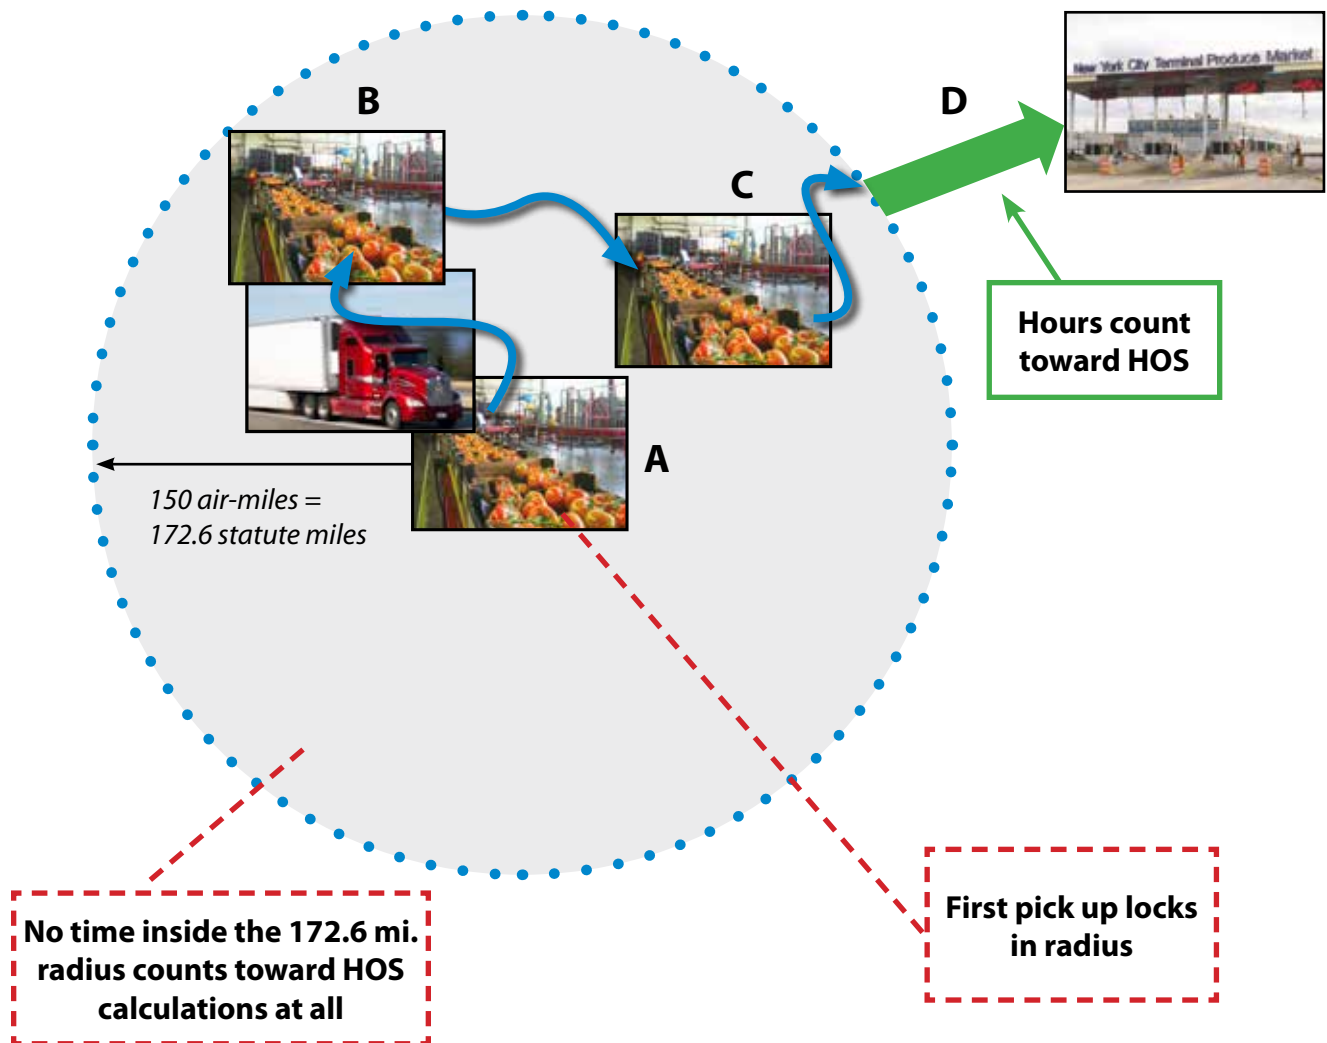 B
D
New York City Terminal Produce Market
C
Hours count
toward HOS
A
150 air-miles =
172.6 statute miles
No time inside the 172.6 mi.
radius counts toward HOS
calculations at all
First pick up locks
in radius